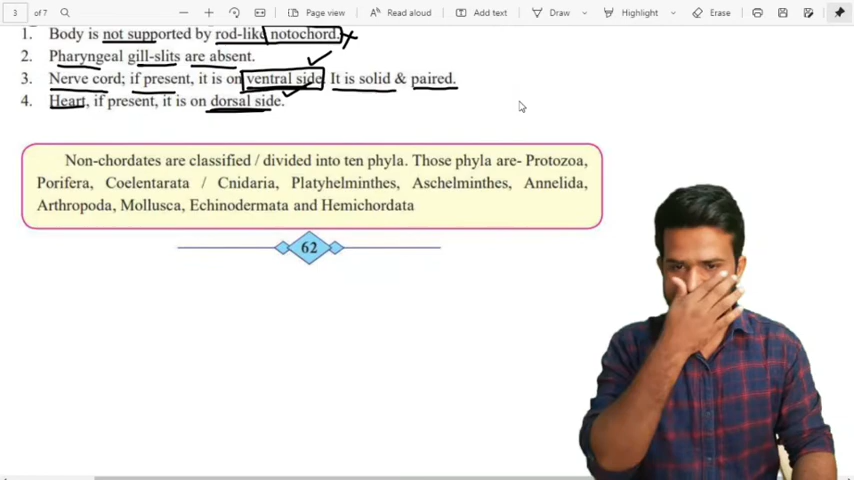 3 of 7 Page view Read aloud Add text Draw Highlight Erase
1. Body is not supported by rod-like notochord.
2. Pharyngeal gill-slits are absent.
3. Nerve cord; if present, it is on ventral side. It is solid & paired.
4. Heart, if present, it is on dorsal side.
Non-chordates are classified / divided into ten phyla. Those phyla are- Protozoa,
Porifera, Coelentarata / Cnidaria, Platyhelminthes, Aschelminthes, Annelida,
Arthropoda, Mollusca, Echinodermata and Hemichordata
62